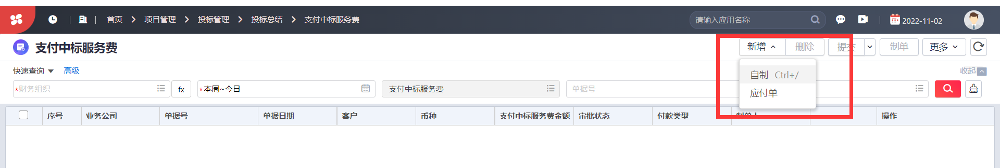 首页 项目管理 投标管理 投标总结 支付中标服务费 请输入应用名称 2022-11-02
支付中标服务费 新增 删除 提交 制单 更多
快速查询 高级 自制 Ctrl+/ 收起
*财务组织 fx *本周~今日 支付中标服务费 单据号 应付单
序号 业务公司 单据号 单据日期 客户 币种 支付中标服务费金额 审批状态 付款类型 制单人 操作